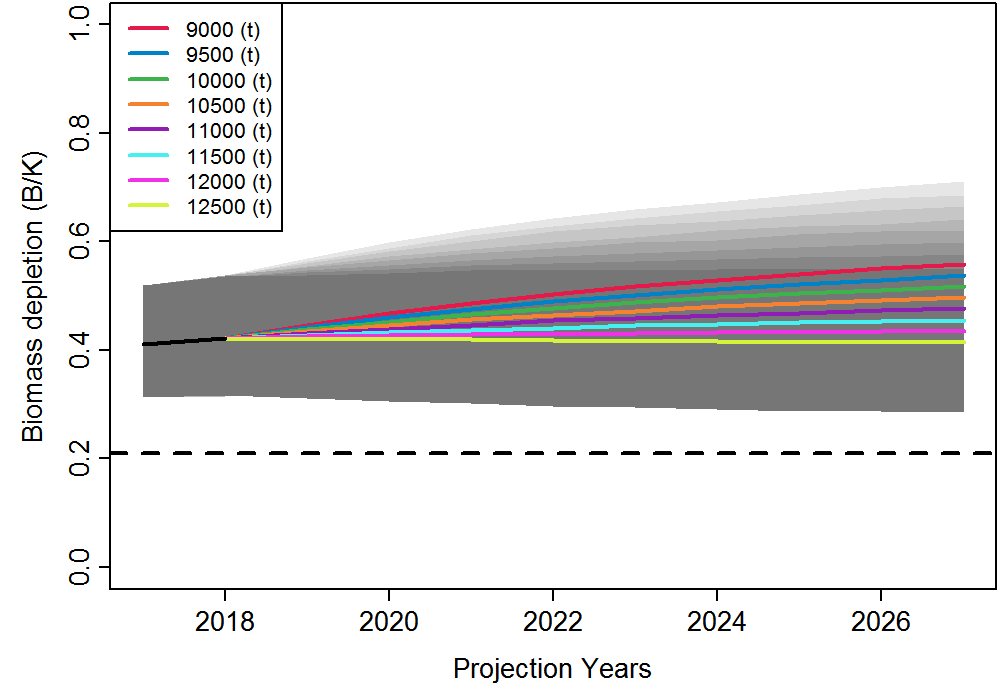 9000 (t)
9500 (t)
10000 (t)
10500 (t)
11000 (t)
11500 (t)
12000 (t)
12500 (t)
Biomass depletion (B/K)
1.0
0.8
0.6
0.4
0.2
0.0
2018 2020 2022 2024 2026
Projection Years